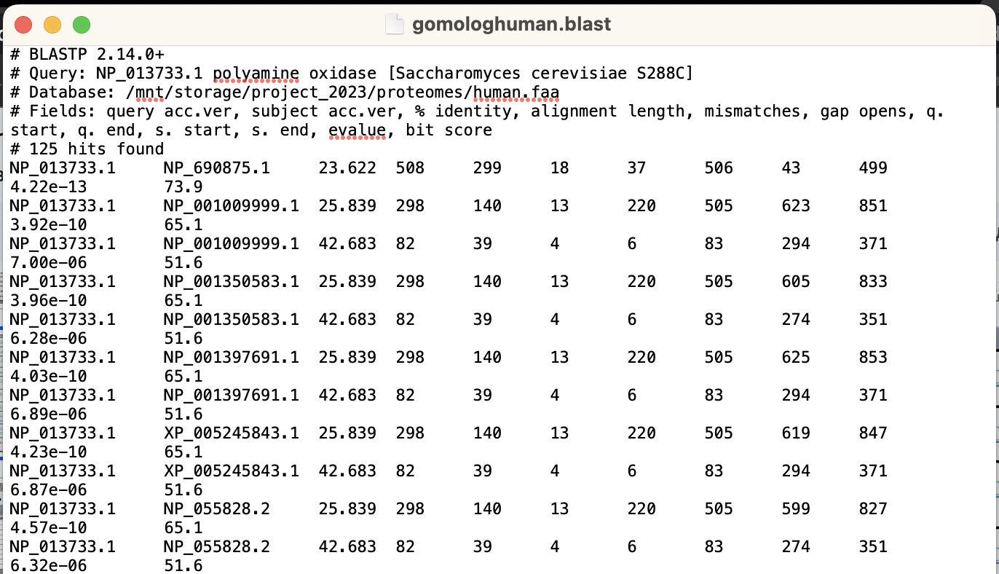 gomologhuman.blast
# BLASTP 2.14.0+
# Query: NP_013733.1 polyamine oxidase [Saccharomyces cerevisiae S288C]
# Database: /mnt/storage/project_2023/proteomes/human.faa
# Fields: query acc.ver, subject acc.ver, % identity, alignment length, mismatches, gap opens, q.
start, q. end, s. start, s. end, evalue, bit score
# 125 hits found
NP_013733.1 NP_690875.1 23.622 508 299 18 37 506 43 499
4.22e-13 73.9
NP_013733.1 NP_001009999.1 25.839 298 140 13 220 505 623 851
3.92e-10 65.1
NP_013733.1 NP_001009999.1 42.683 82 39 4 6 83 294 371
7.00e-06 51.6
NP_013733.1 NP_001350583.1 25.839 298 140 13 220 505 605 833
3.96e-10 65.1
NP_013733.1 NP_001350583.1 42.683 82 39 4 6 83 274 351
6.28e-06 51.6
NP_013733.1 NP_001397691.1 25.839 298 140 13 220 505 625 853
4.03e-10 65.1
NP_013733.1 NP_001397691.1 42.683 82 39 4 6 83 294 371
6.89e-06 51.6
NP_013733.1 XP_005245843.1 25.839 298 140 13 220 505 619 847
4.23e-10 65.1
NP_013733.1 XP_005245843.1 42.683 82 39 4 6 83 294 371
6.87e-06 51.6
NP_013733.1 NP_055828.2 25.839 298 140 13 220 505 599 827
4.57e-10 65.1
NP_013733.1 NP_055828.2 42.683 82 39 4 6 83 274 351
6.32e-06 51.6